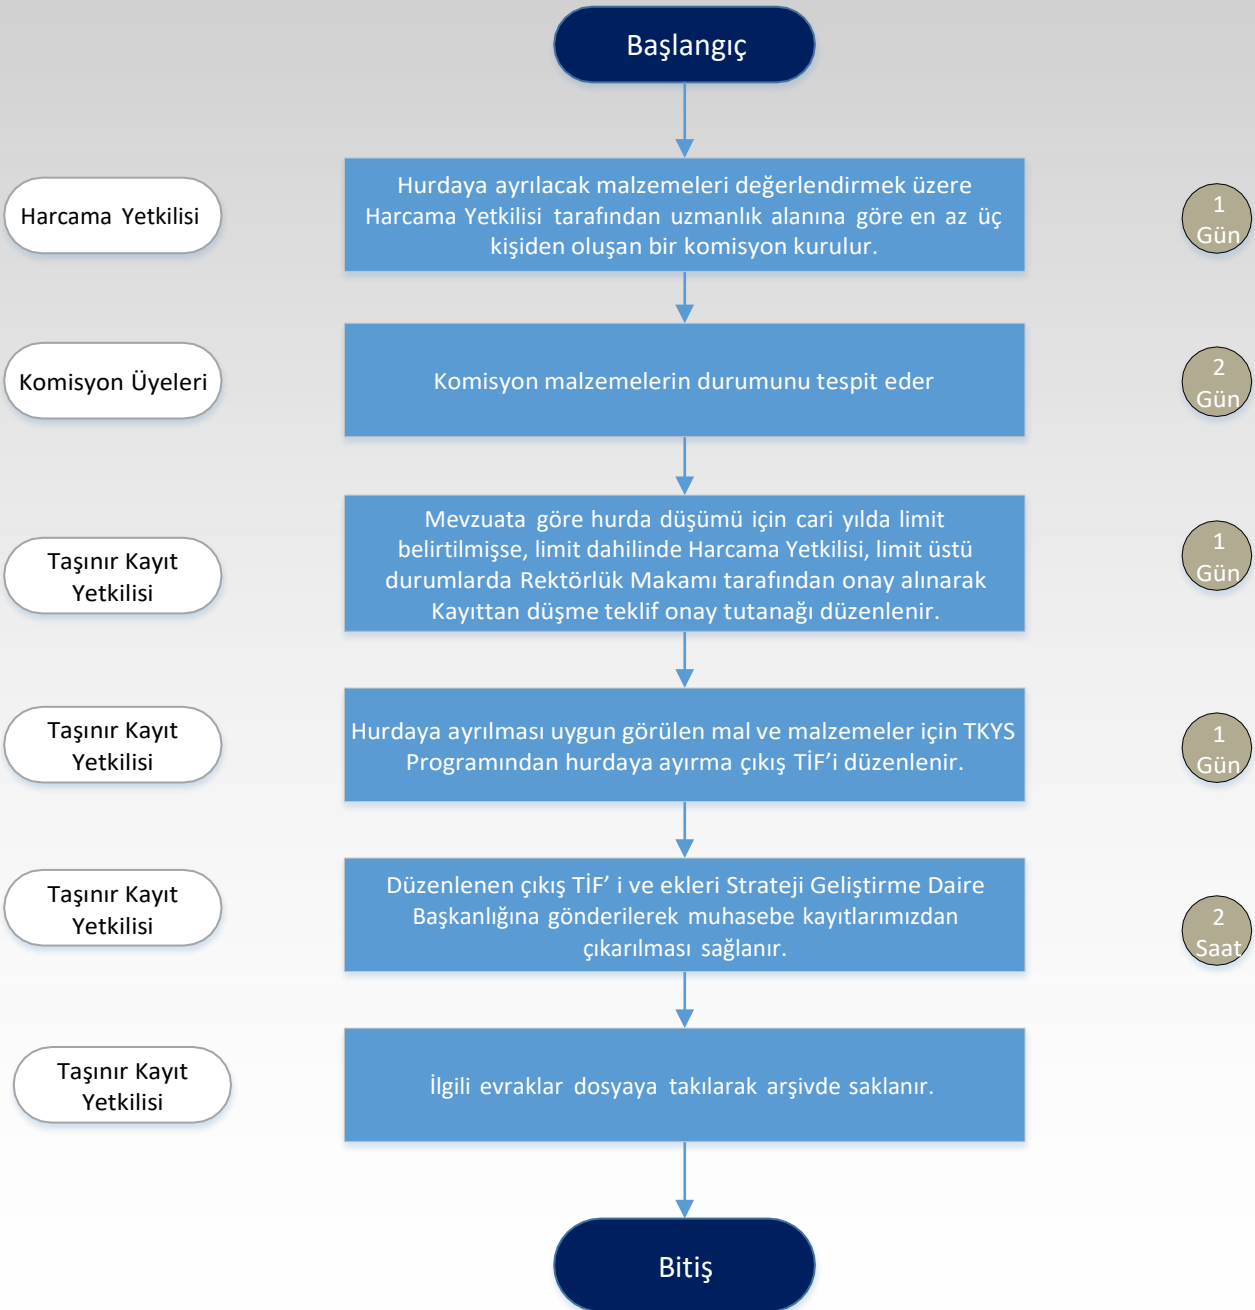 Başlangıç
Harcama Yetkilisi
Hurdaya ayrılacak malzemeleri değerlendirmek üzere
Harcama Yetkilisi tarafından uzmanlık alanına göre en az üç
kişiden oluşan bir komisyon kurulur.
1
Gün
Komisyon Üyeleri
Komisyon malzemelerin durumunu tespit eder
2
Gün
Taşınır Kayıt
Yetkilisi
Mevzuata göre hurda düşümü için cari yılda limit
belirtilmişse, limit dahilinde Harcama Yetkilisi, limit üstü
durumlarda Rektörlük Makamı tarafından onay alınarak
Kayıttan düşme teklif onay tutanağı düzenlenir.
1
Gün
Taşınır Kayıt
Yetkilisi
Hurdaya ayrılması uygun görülen mal ve malzemeler için TKYS
Programından hurdaya ayırma çıkış TİF’i düzenlenir.
1
Gün
Taşınır Kayıt
Yetkilisi
Düzenlenen çıkış TİF’ i ve ekleri Strateji Geliştirme Daire
Başkanlığına gönderilerek muhasebe kayıtlarımızdan
çıkarılması sağlanır.
2
Saat
Taşınır Kayıt
Yetkilisi
İlgili evraklar dosyaya takılarak arşivde saklanır.
Bitiş